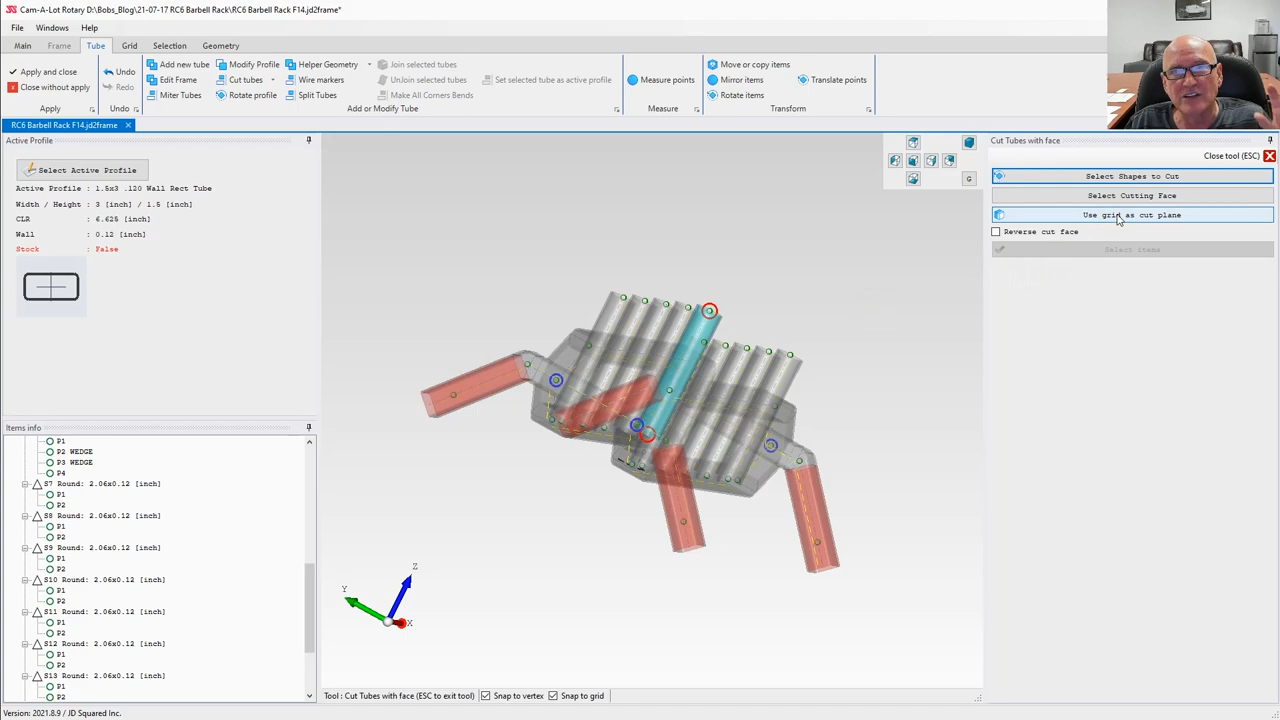 Cam-A-Lot Rotary D:\Bobs_Blog\21-07-17 RC6 Barbell Rack\RC6 Barbell Rack F14.jd2frame*
File Windows Help
Main Frame Tube Grid Selection Geometry
Apply and close
Close without apply
Apply
Undo
Redo
Undo
Add new tube
Edit Frame
Miter Tubes
Modify Profile
Cut tubes
Rotate profile
Helper Geometry
Wire markers
Split Tubes
Join selected tubes
UnJoin selected tubes
Make All Corners Bends
Set selected tube as active profile
Add or Modify Tube
Measure points
Measure
Move or copy items
Mirror items
Rotate items
Translate points
Transform
RC6 Barbell Rack F14.jd2frame ×
Active Profile
Select Active Profile
Active Profile : 1.5x3 .120 Wall Rect Tube
Width / Height : 3 [inch] / 1.5 [inch]
CLR : 6.625 [inch]
Wall : 0.12 [inch]
Stock : False
Items info
P1
P2 WEDGE
P3 WEDGE
P4
S7 Round: 2.06x0.12 [inch]
P1
P2
S8 Round: 2.06x0.12 [inch]
P1
P2
S9 Round: 2.06x0.12 [inch]
P1
P2
S10 Round: 2.06x0.12 [inch]
P1
P2
S11 Round: 2.06x0.12 [inch]
P1
P2
S12 Round: 2.06x0.12 [inch]
P1
P2
S13 Round: 2.06x0.12 [inch]
P1
P2
G
Z
Y
X
Tool : Cut Tubes with face (ESC to exit tool) Snap to vertex Snap to grid
Cut Tubes with face
Close tool (ESC)
Select Shapes to Cut
Select Cutting Face
Use grid as cut plane
Reverse cut face
Select items
Version: 2021.8.9 / JD Squared Inc.